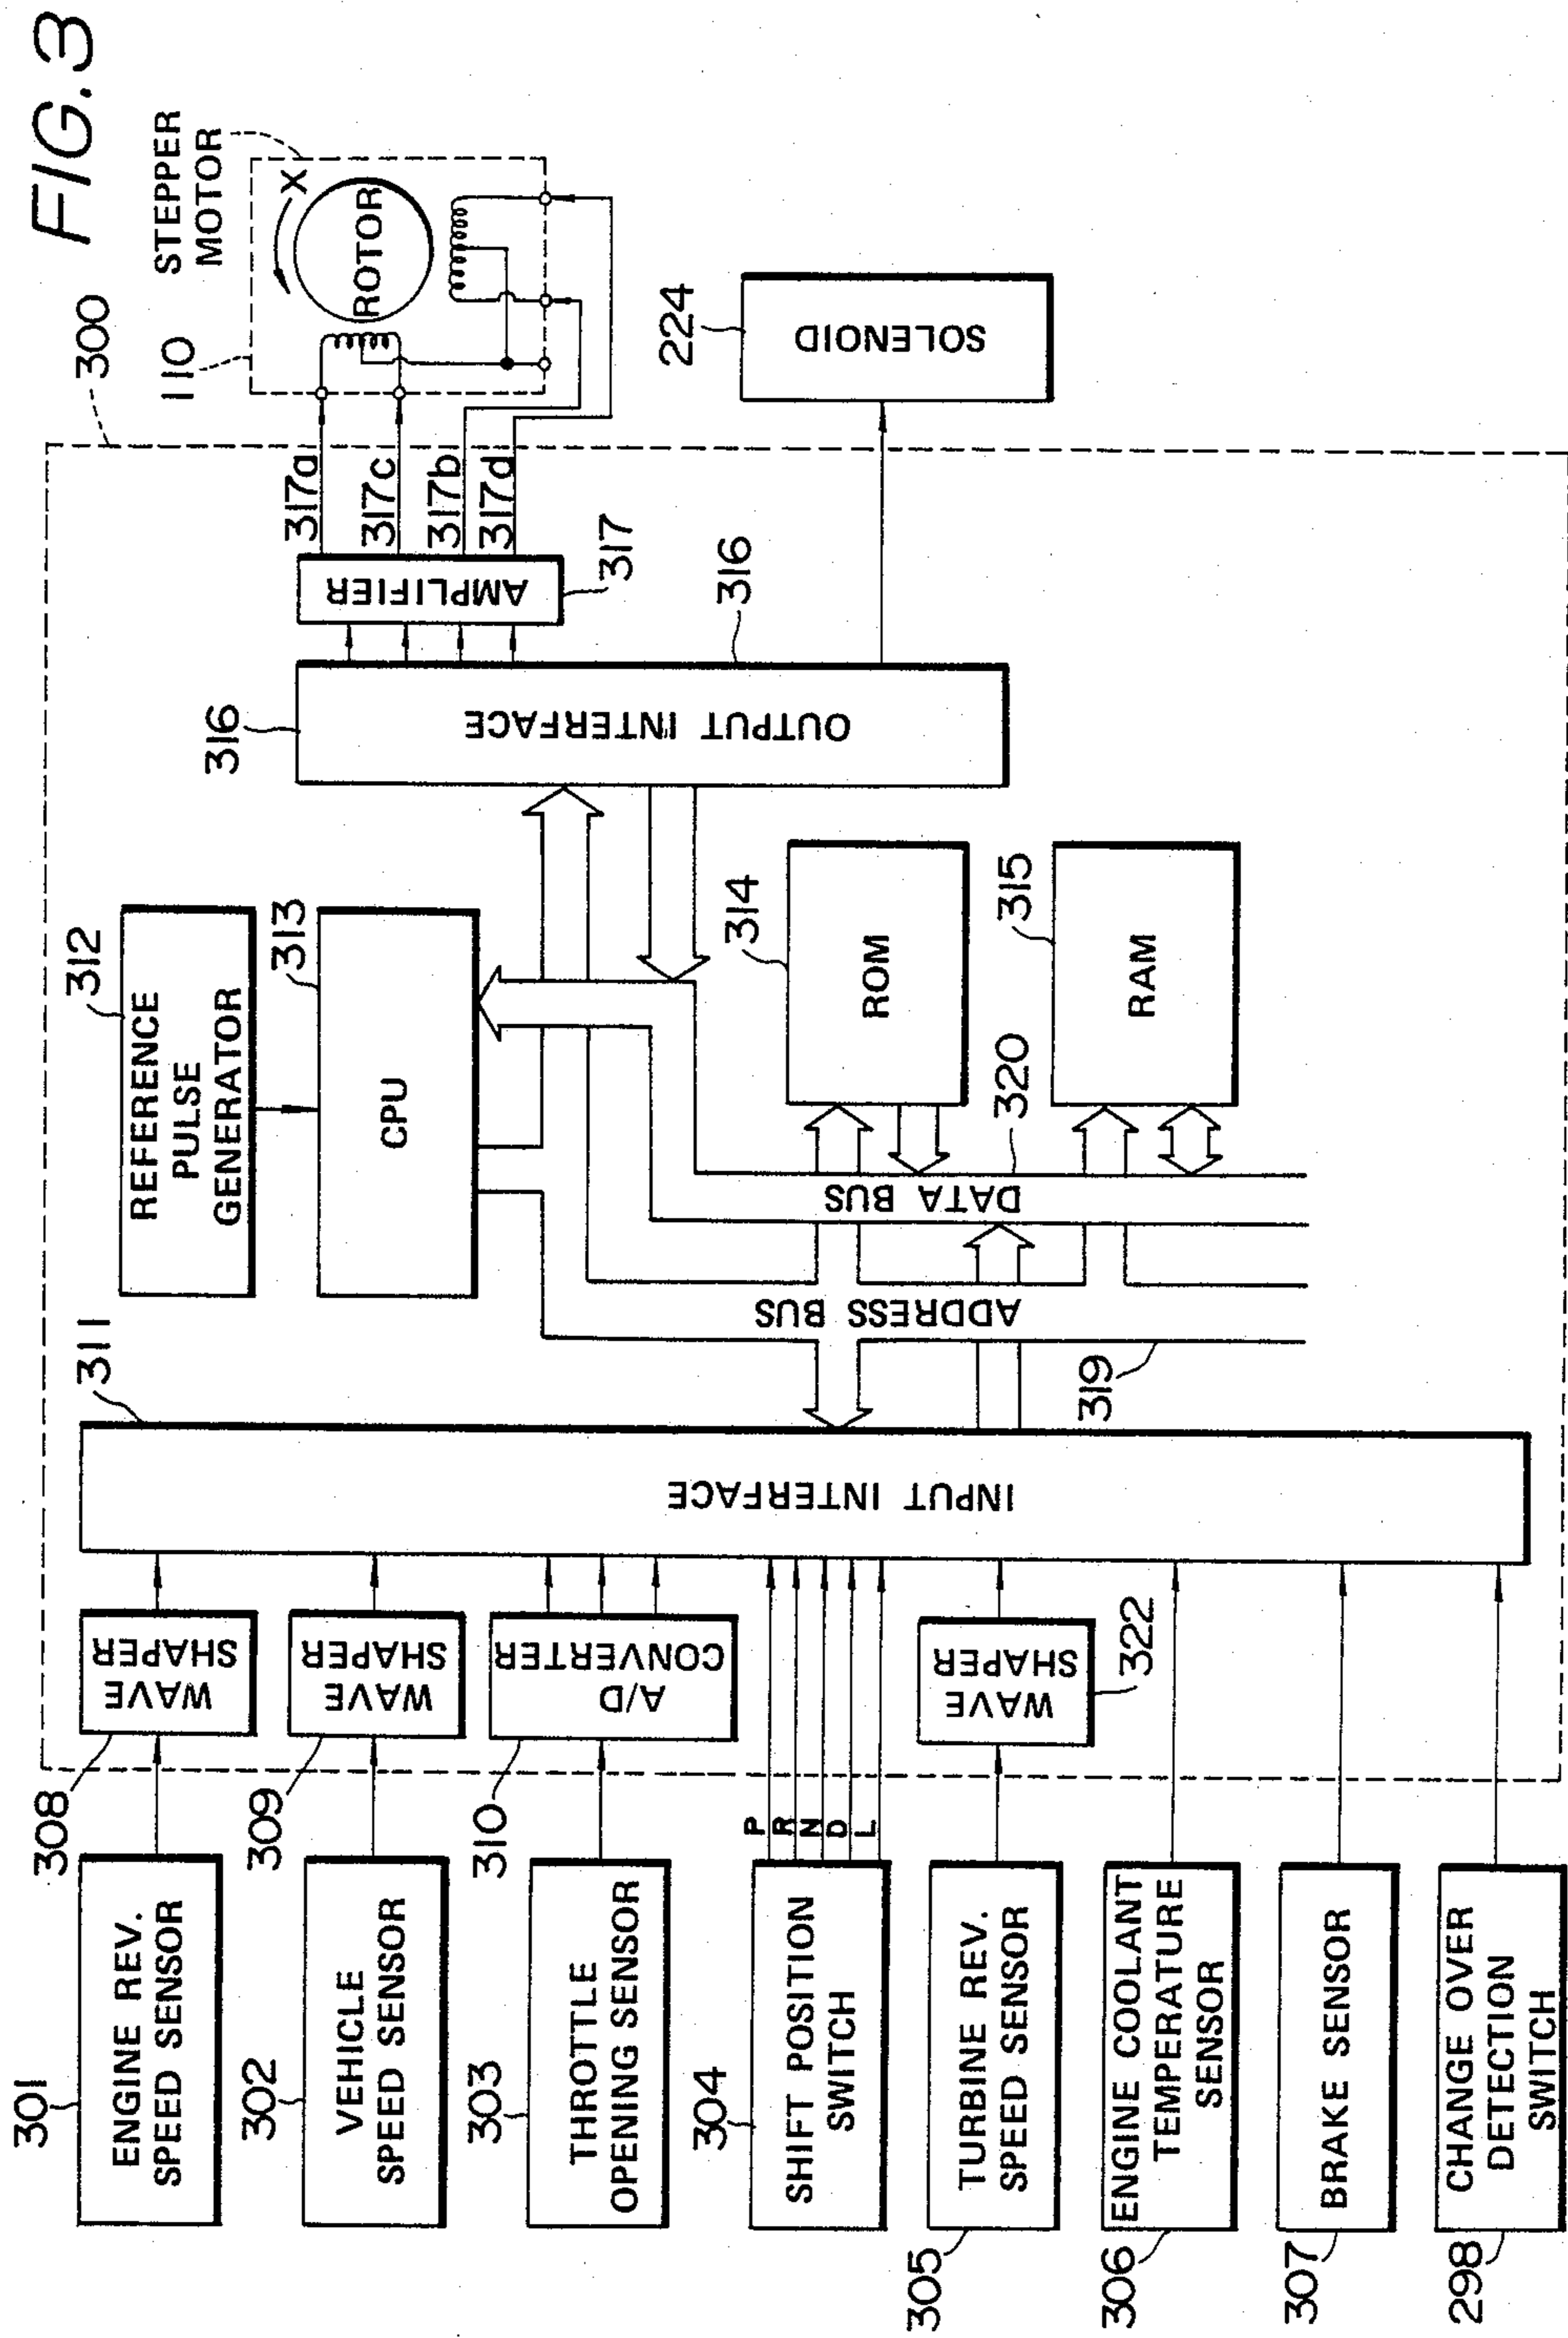 FIG.3
301
ENGINE REV.
SPEED SENSOR
302
VEHICLE
SPEED SENSOR
303
THROTTLE
OPENING SENSOR
304
SHIFT POSITION
SWITCH
305
TURBINE REV.
SPEED SENSOR
306
ENGINE COOLANT
TEMPERATURE
SENSOR
307
BRAKE SENSOR
298
CHANGE OVER
DETECTION
SWITCH
308
WAVE
SHAPER
309
WAVE
SHAPER
310
A/D
CONVERTER
P
R
N
D
L
WAVE
SHAPER
322
311
INPUT INTERFACE
312
REFERENCE
PULSE
GENERATOR
313
CPU
ADDRESS BUS
319
DATA BUS
320
314
ROM
315
RAM
316
OUTPUT INTERFACE
316
AMPLIFIER
317
317a
317c
317b
317d
300
110
STEPPER
MOTOR
X
ROTOR
224
SOLENOID